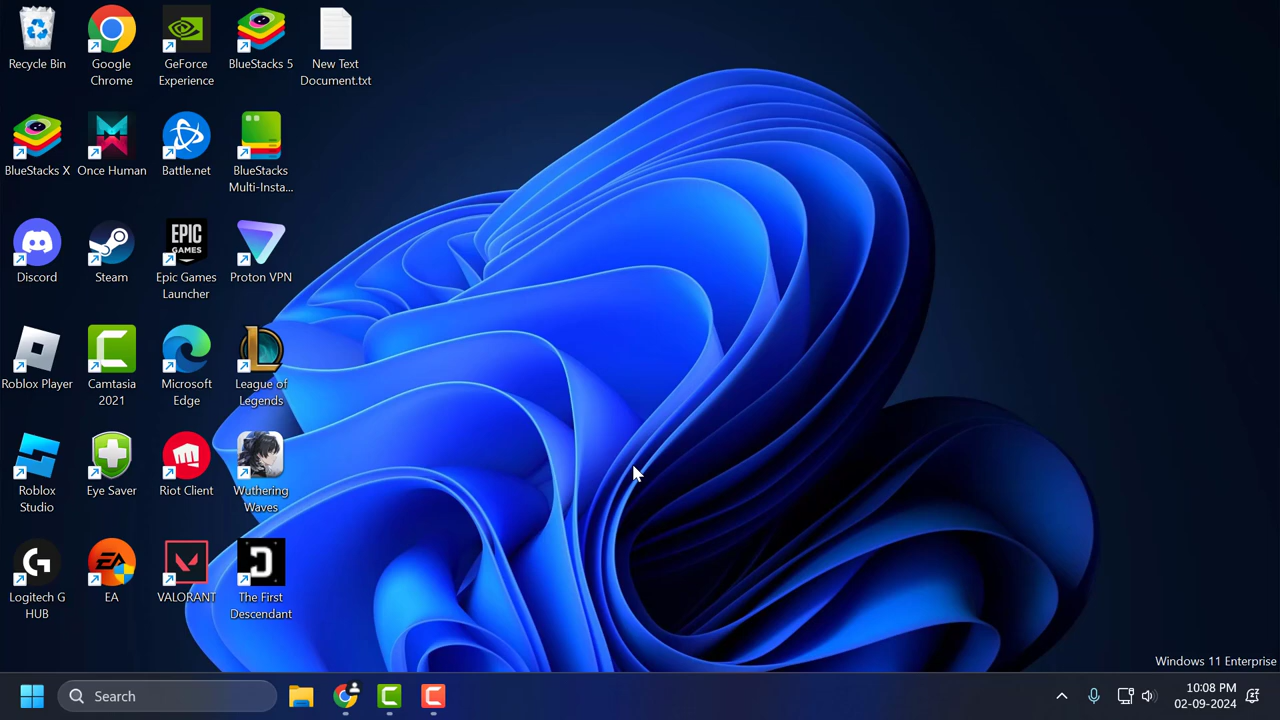 Recycle Bin
Google
Chrome
GeForce
Experience
BlueStacks 5
New Text
Document.txt
BlueStacks X
Once Human
Battle.net
BlueStacks
Multi-Insta...
Discord
Steam
EPIC
GAMES
Epic Games
Launcher
Proton VPN
Roblox Player
Camtasia
2021
Microsoft
Edge
League of
Legends
Roblox
Studio
Eye Saver
Riot Client
Wuthering
Waves
Logitech G
HUB
EA
EA
VALORANT
The First
Descendant
Windows 11 Enterprise
Search
10:08 PM
02-09-2024